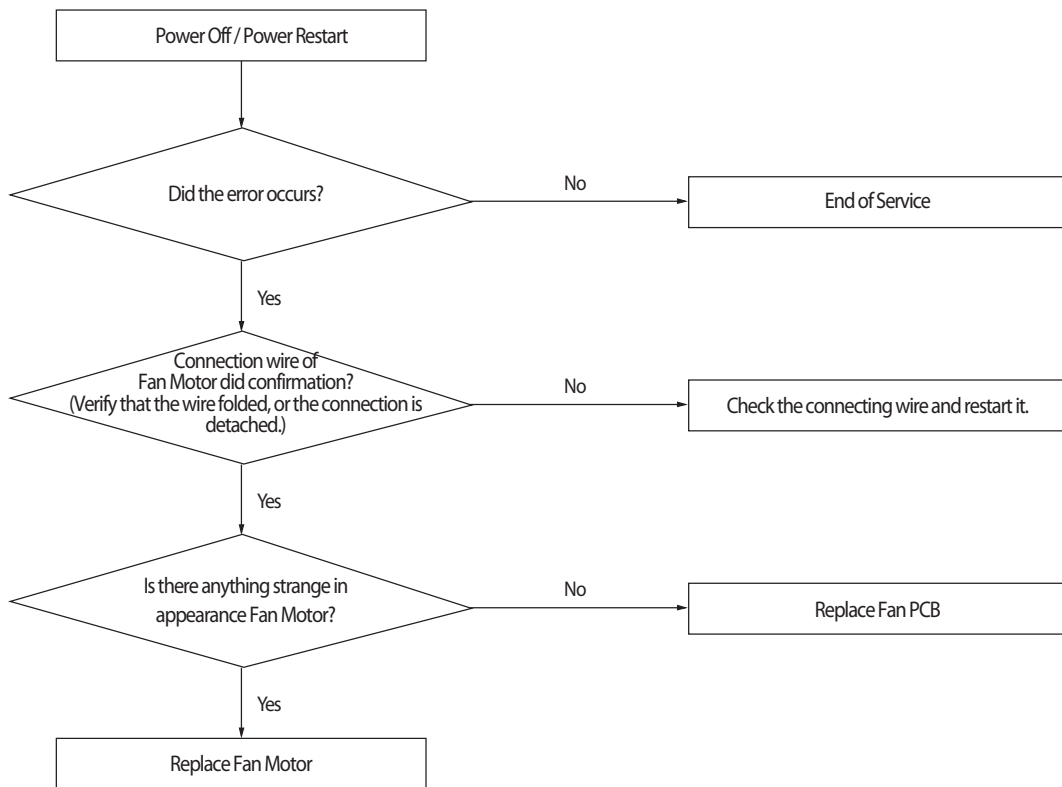 Power Off / Power Restart
Did the error occurs?
No
End of Service
Yes
Connection wire of
Fan Motor did confirmation?
(Verify that the wire folded, or the connection is
detached.)
No
Check the connecting wire and restart it.
Yes
Is there anything strange in
appearance Fan Motor?
No
Replace Fan PCB
Yes
Replace Fan Motor